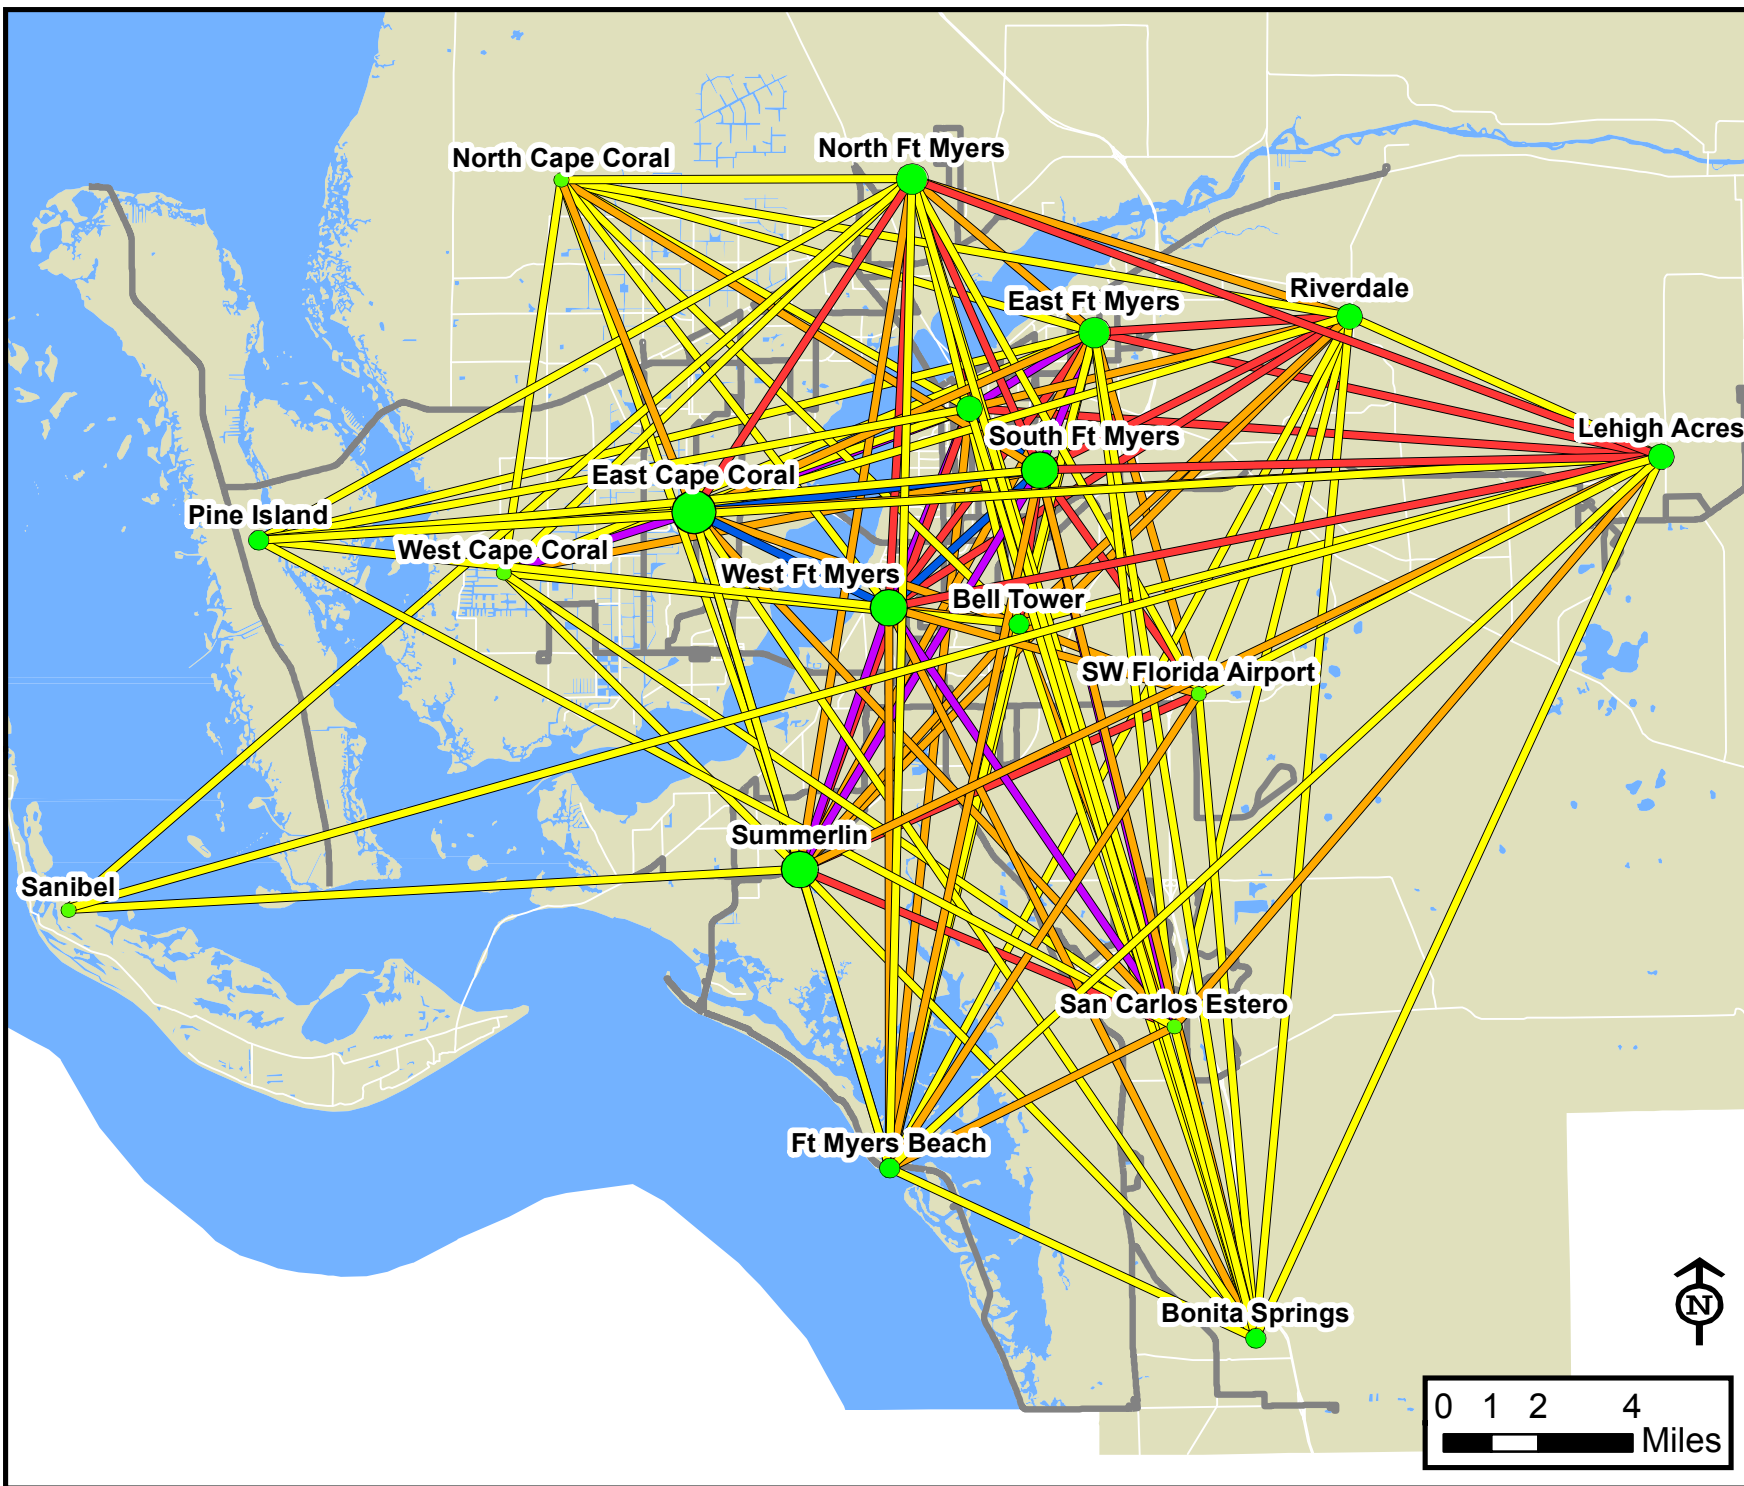 North Ft Myers
North Cape Coral
Riverdale
East Ft Myers
Lehigh Acres
South Ft Myers
East Cape Coral
Pine Island
West Cape Coral
West Ft Myers
Bell Tower
SW Florida Airport
Summerlin
Sanibel
San Carlos Estero
Ft Myers Beach
Bonita Springs
N
0 1 2 4
Miles